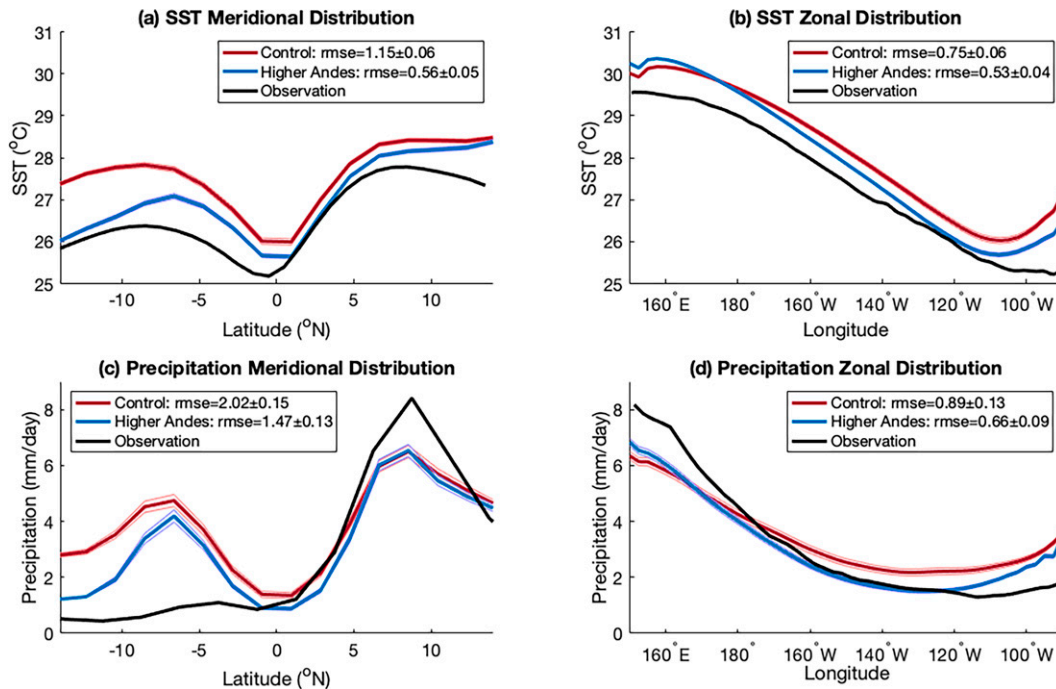 (a) SST Meridional Distribution
31
30
29
28
27
26
25
SST (°C)
Control: rmse=1.15±0.06
Higher Andes: rmse=0.56±0.05
Observation
-10
-5
0
5
10
Latitude (°N)
(b) SST Zonal Distribution
31
30
29
28
27
26
25
SST (°C)
Control: rmse=0.75±0.06
Higher Andes: rmse=0.53±0.04
Observation
160°E
180°
160°W
140°W
120°W
100°W
Longitude
(c) Precipitation Meridional Distribution
8
6
4
2
0
Precipitation (mm/day)
Control: rmse=2.02±0.15
Higher Andes: rmse=1.47±0.13
Observation
-10
-5
0
5
10
Latitude (°N)
(d) Precipitation Zonal Distribution
8
6
4
2
0
Precipitation (mm/day)
Control: rmse=0.89±0.13
Higher Andes: rmse=0.66±0.09
Observation
160°E
180°
160°W
140°W
120°W
100°W
Longitude